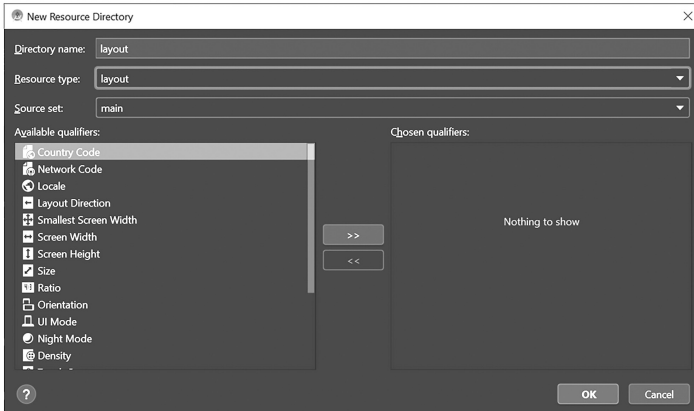 New Resource Directory
Directory name: layout
Resource type: layout
Source set: main
Available qualifiers:
Country Code
Network Code
Locale
Layout Direction
Smallest Screen Width
Screen Width
Screen Height
Size
Ratio
Orientation
UI Mode
Night Mode
Density
>>
<<
Chosen qualifiers:
Nothing to show
?
OK
Cancel